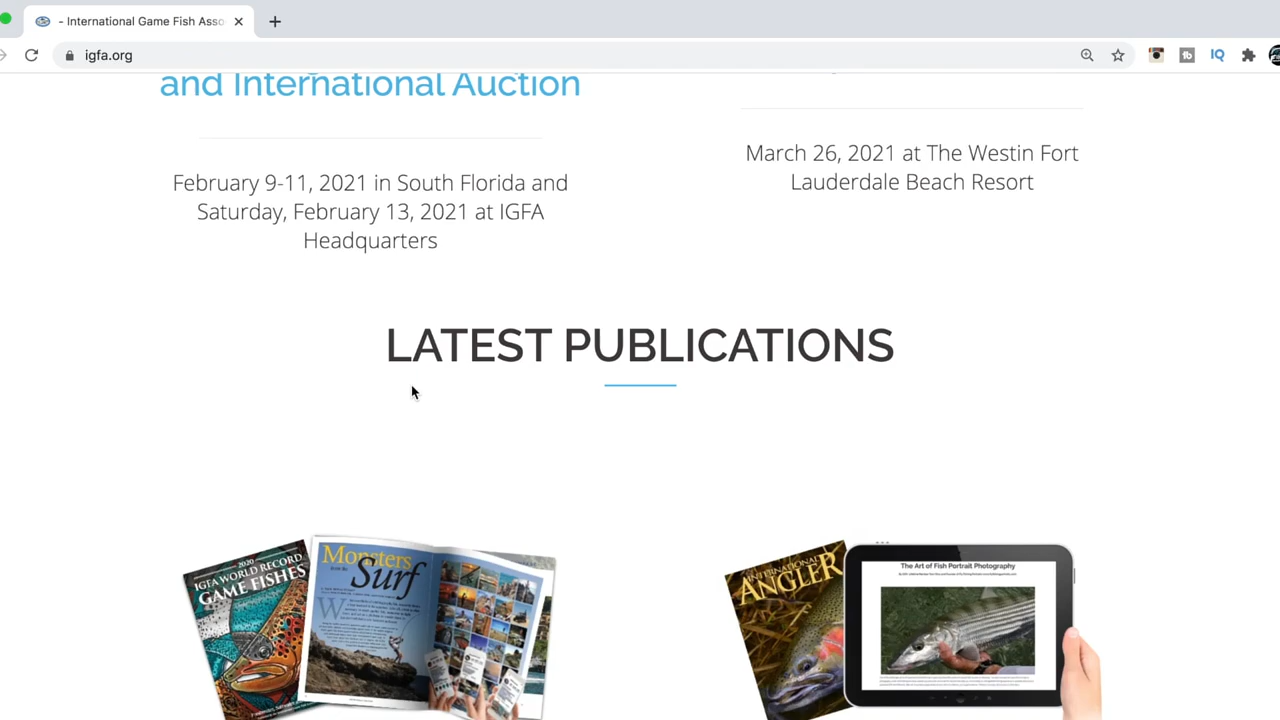 - International Game Fish Asso
igfa.org
and International Auction
February 9-11, 2021 in South Florida and
Saturday, February 13, 2021 at IGFA
Headquarters
March 26, 2021 at The Westin Fort
Lauderdale Beach Resort
LATEST PUBLICATIONS
2020
IGFA WORLD RECORD
GAME FISHES
Monsters
Surf
INTERNATIONAL
ANGLER
The Art of Fish Portrait Photography